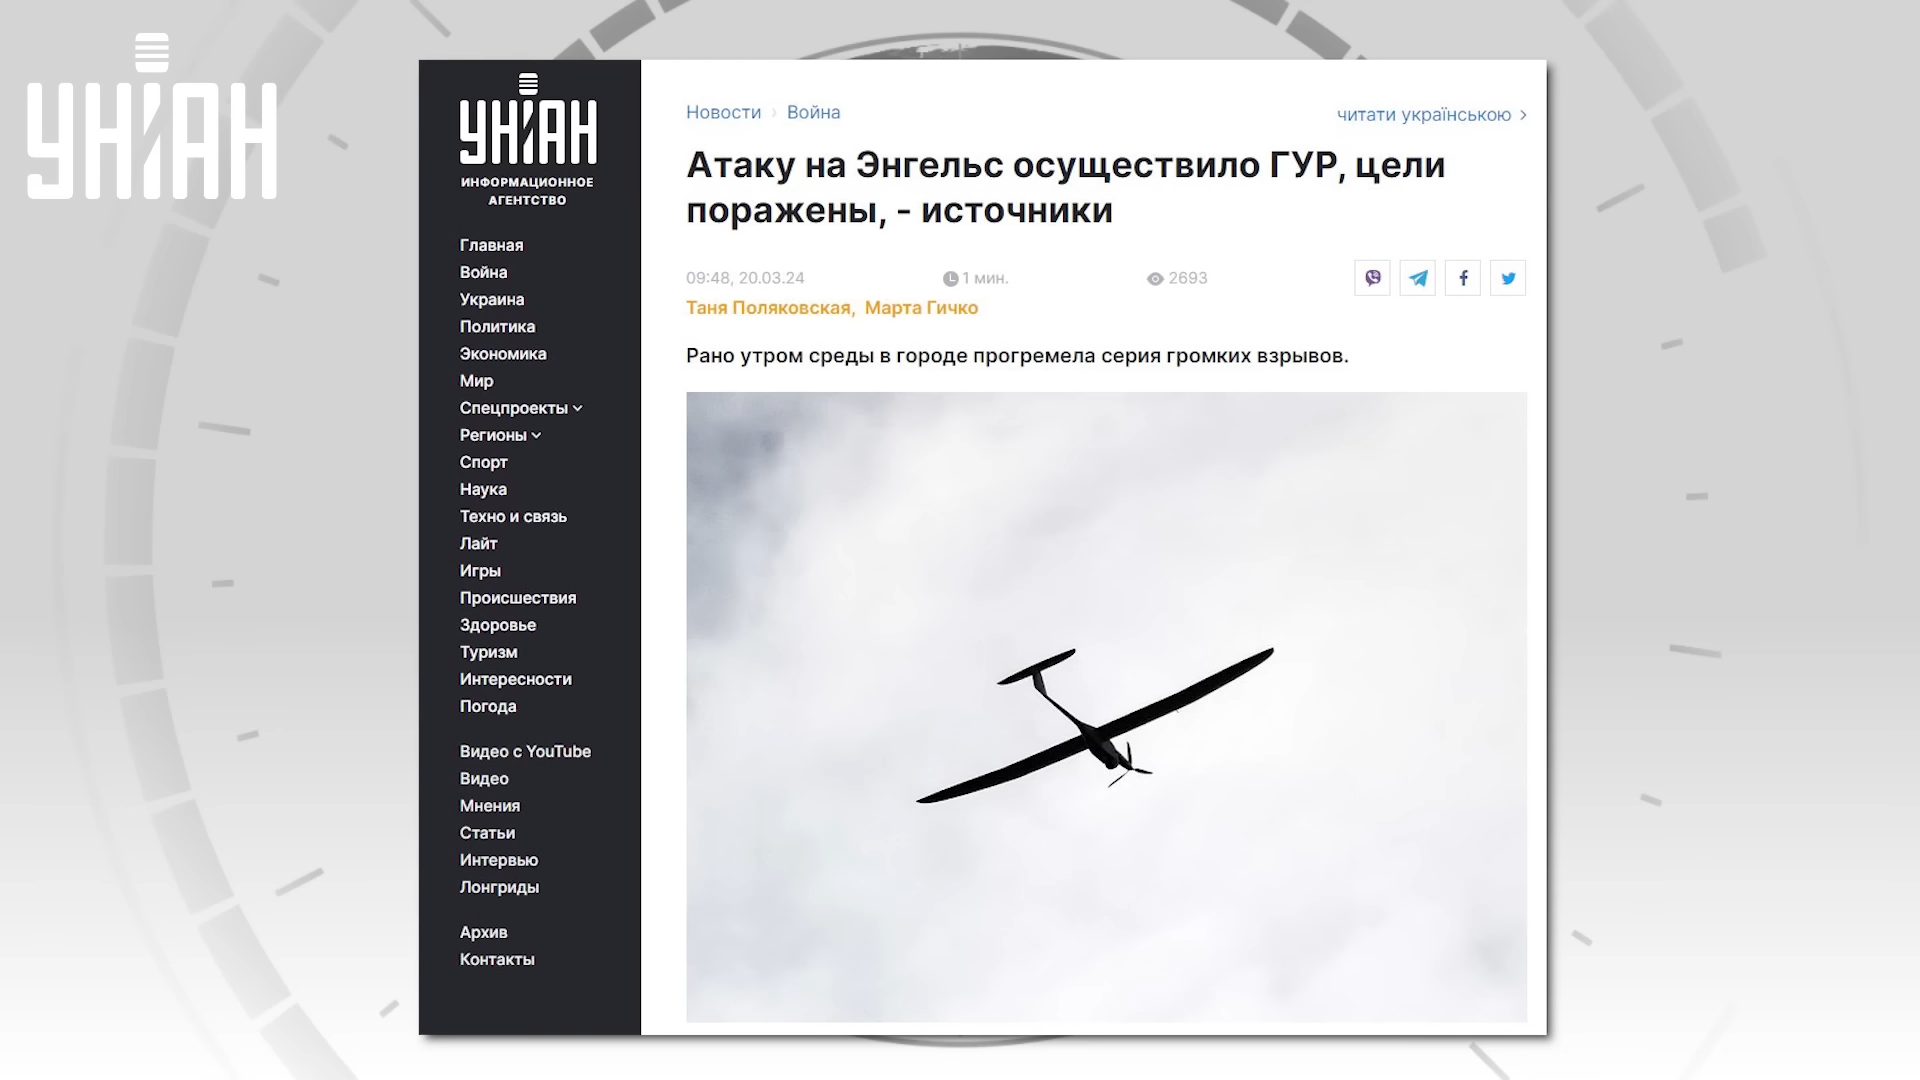 УНІАН
УНІАН
ИНФОРМАЦИОННОЕ
АГЕНТСТВО
Главная
Война
Украина
Политика
Экономика
Мир
Спецпроекты
Регионы
Спорт
Наука
Техно и связь
Лайт
Игры
Происшествия
Здоровье
Туризм
Интересности
Погода
Видео с YouTube
Видео
Мнения
Статьи
Интервью
Лонгриды
Архив
Контакты
Новости › Война
читати українською >
Атаку на Энгельс осуществило ГУР, цели
поражены, - источники
09:48, 20.03.24 1 мин. 2693
Таня Поляковская, Марта Гичко
Рано утром среды в городе прогремела серия громких взрывов.